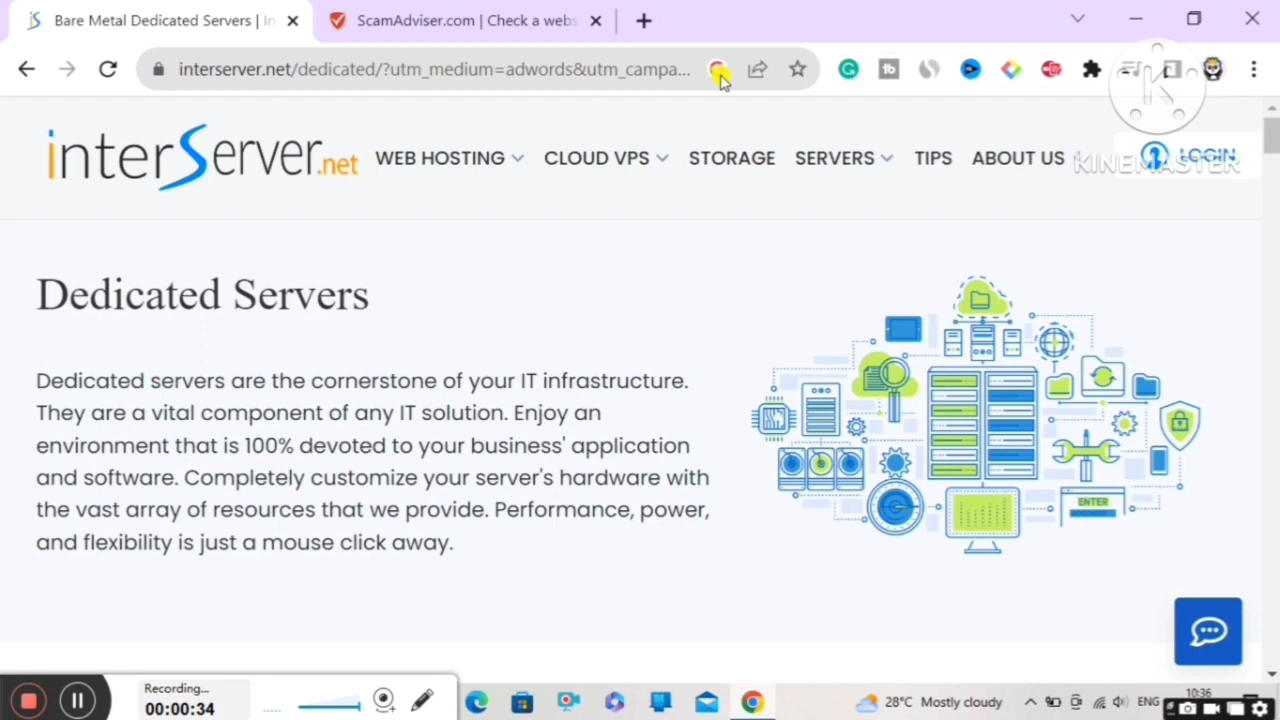 Bare Metal Dedicated Servers | In
ScamAdviser.com | Check a webs
interserver.net/dedicated/?utm_medium=adwords&utm_campa...
interServer.net
WEB HOSTING
CLOUD VPS
STORAGE
SERVERS
TIPS
ABOUT US
LOGIN
KINEMASTER
Dedicated Servers
Dedicated servers are the cornerstone of your IT infrastructure.
They are a vital component of any IT solution. Enjoy an
environment that is 100% devoted to your business' application
and software. Completely customize your server's hardware with
the vast array of resources that we provide. Performance, power,
and flexibility is just a mouse click away.
ENTER
Recording...
00:00:34
28°C Mostly cloudy
ENG
10:36